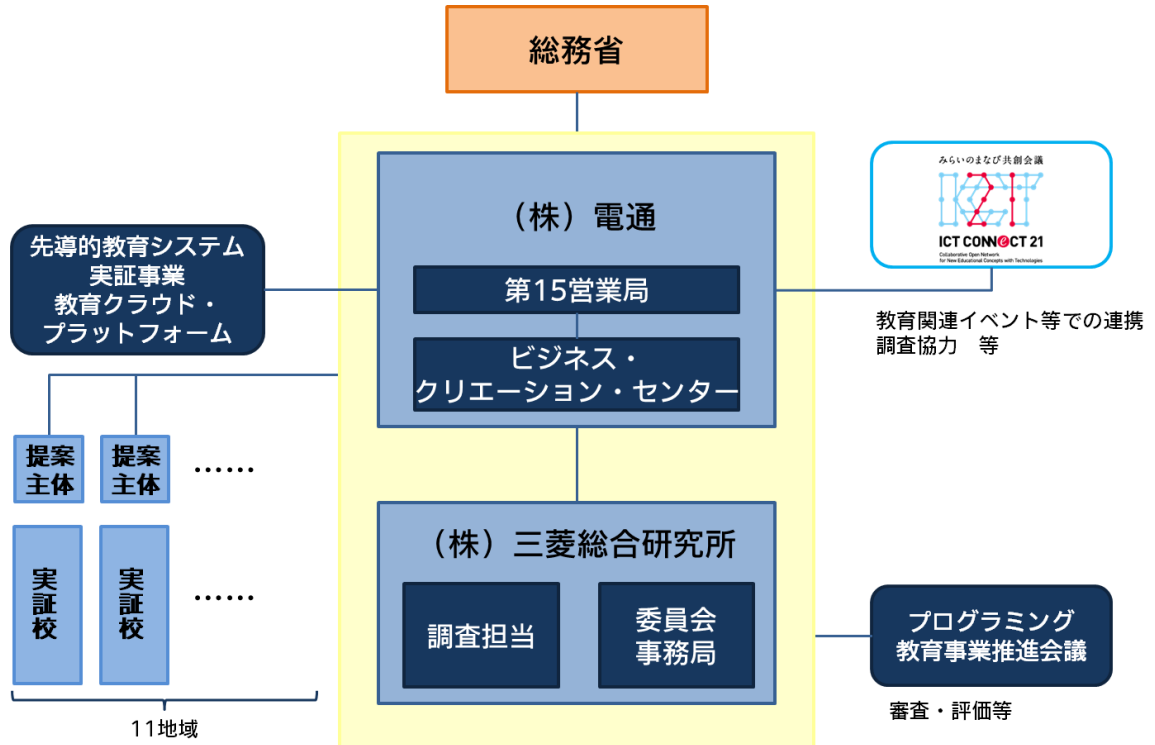 総務省
(株)電通
第15営業局
ビジネス・
クリエーション・センター
先導的教育システム
実証事業
教育クラウド・
プラットフォーム
みらいのまなび共創会議
ICT
ICT CONNeCT 21
Collaborative Open Network
for New Educational Concepts with Technologies
教育関連イベント等での連携
調査協力 等
提案
主体
提案
主体
……
実証校
実証校
……
11地域
(株)三菱総合研究所
調査担当
委員会
事務局
プログラミング
教育事業推進会議
審査・評価等